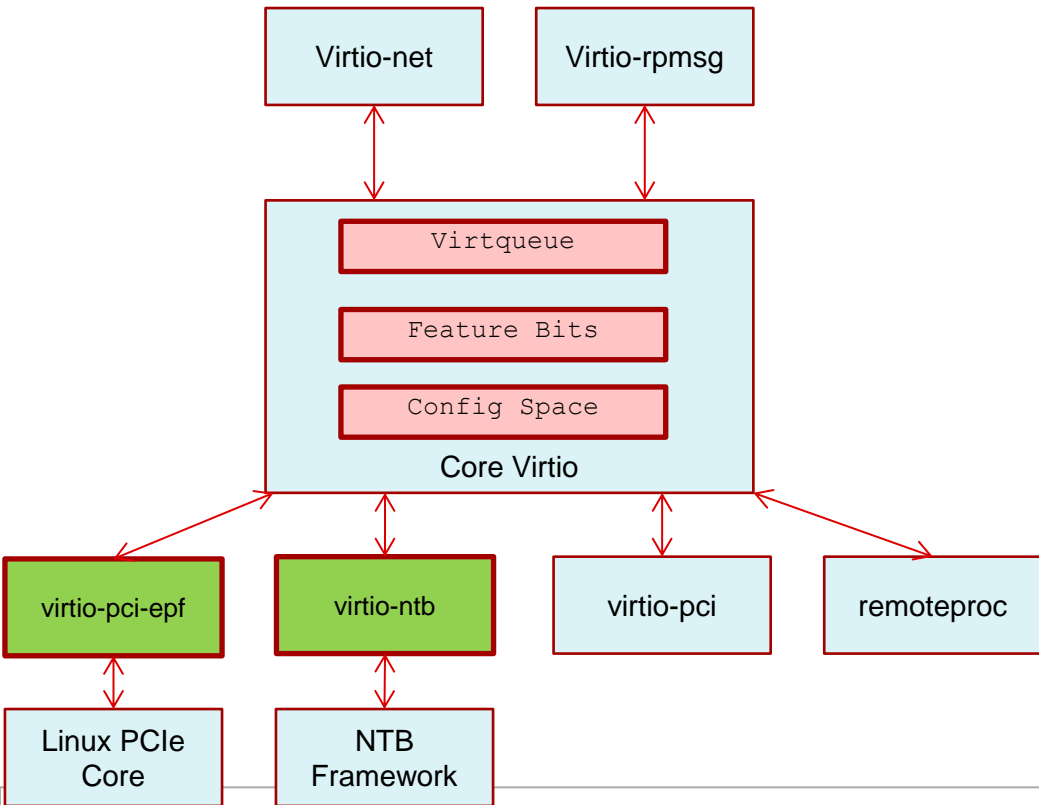 Virtio-net
Virtio-rpmsg
Virtqueue
Feature Bits
Config Space
Core Virtio
virtio-pci-epf
virtio-ntb
virtio-pci
remoteproc
Linux PCIe
Core
NTB
Framework